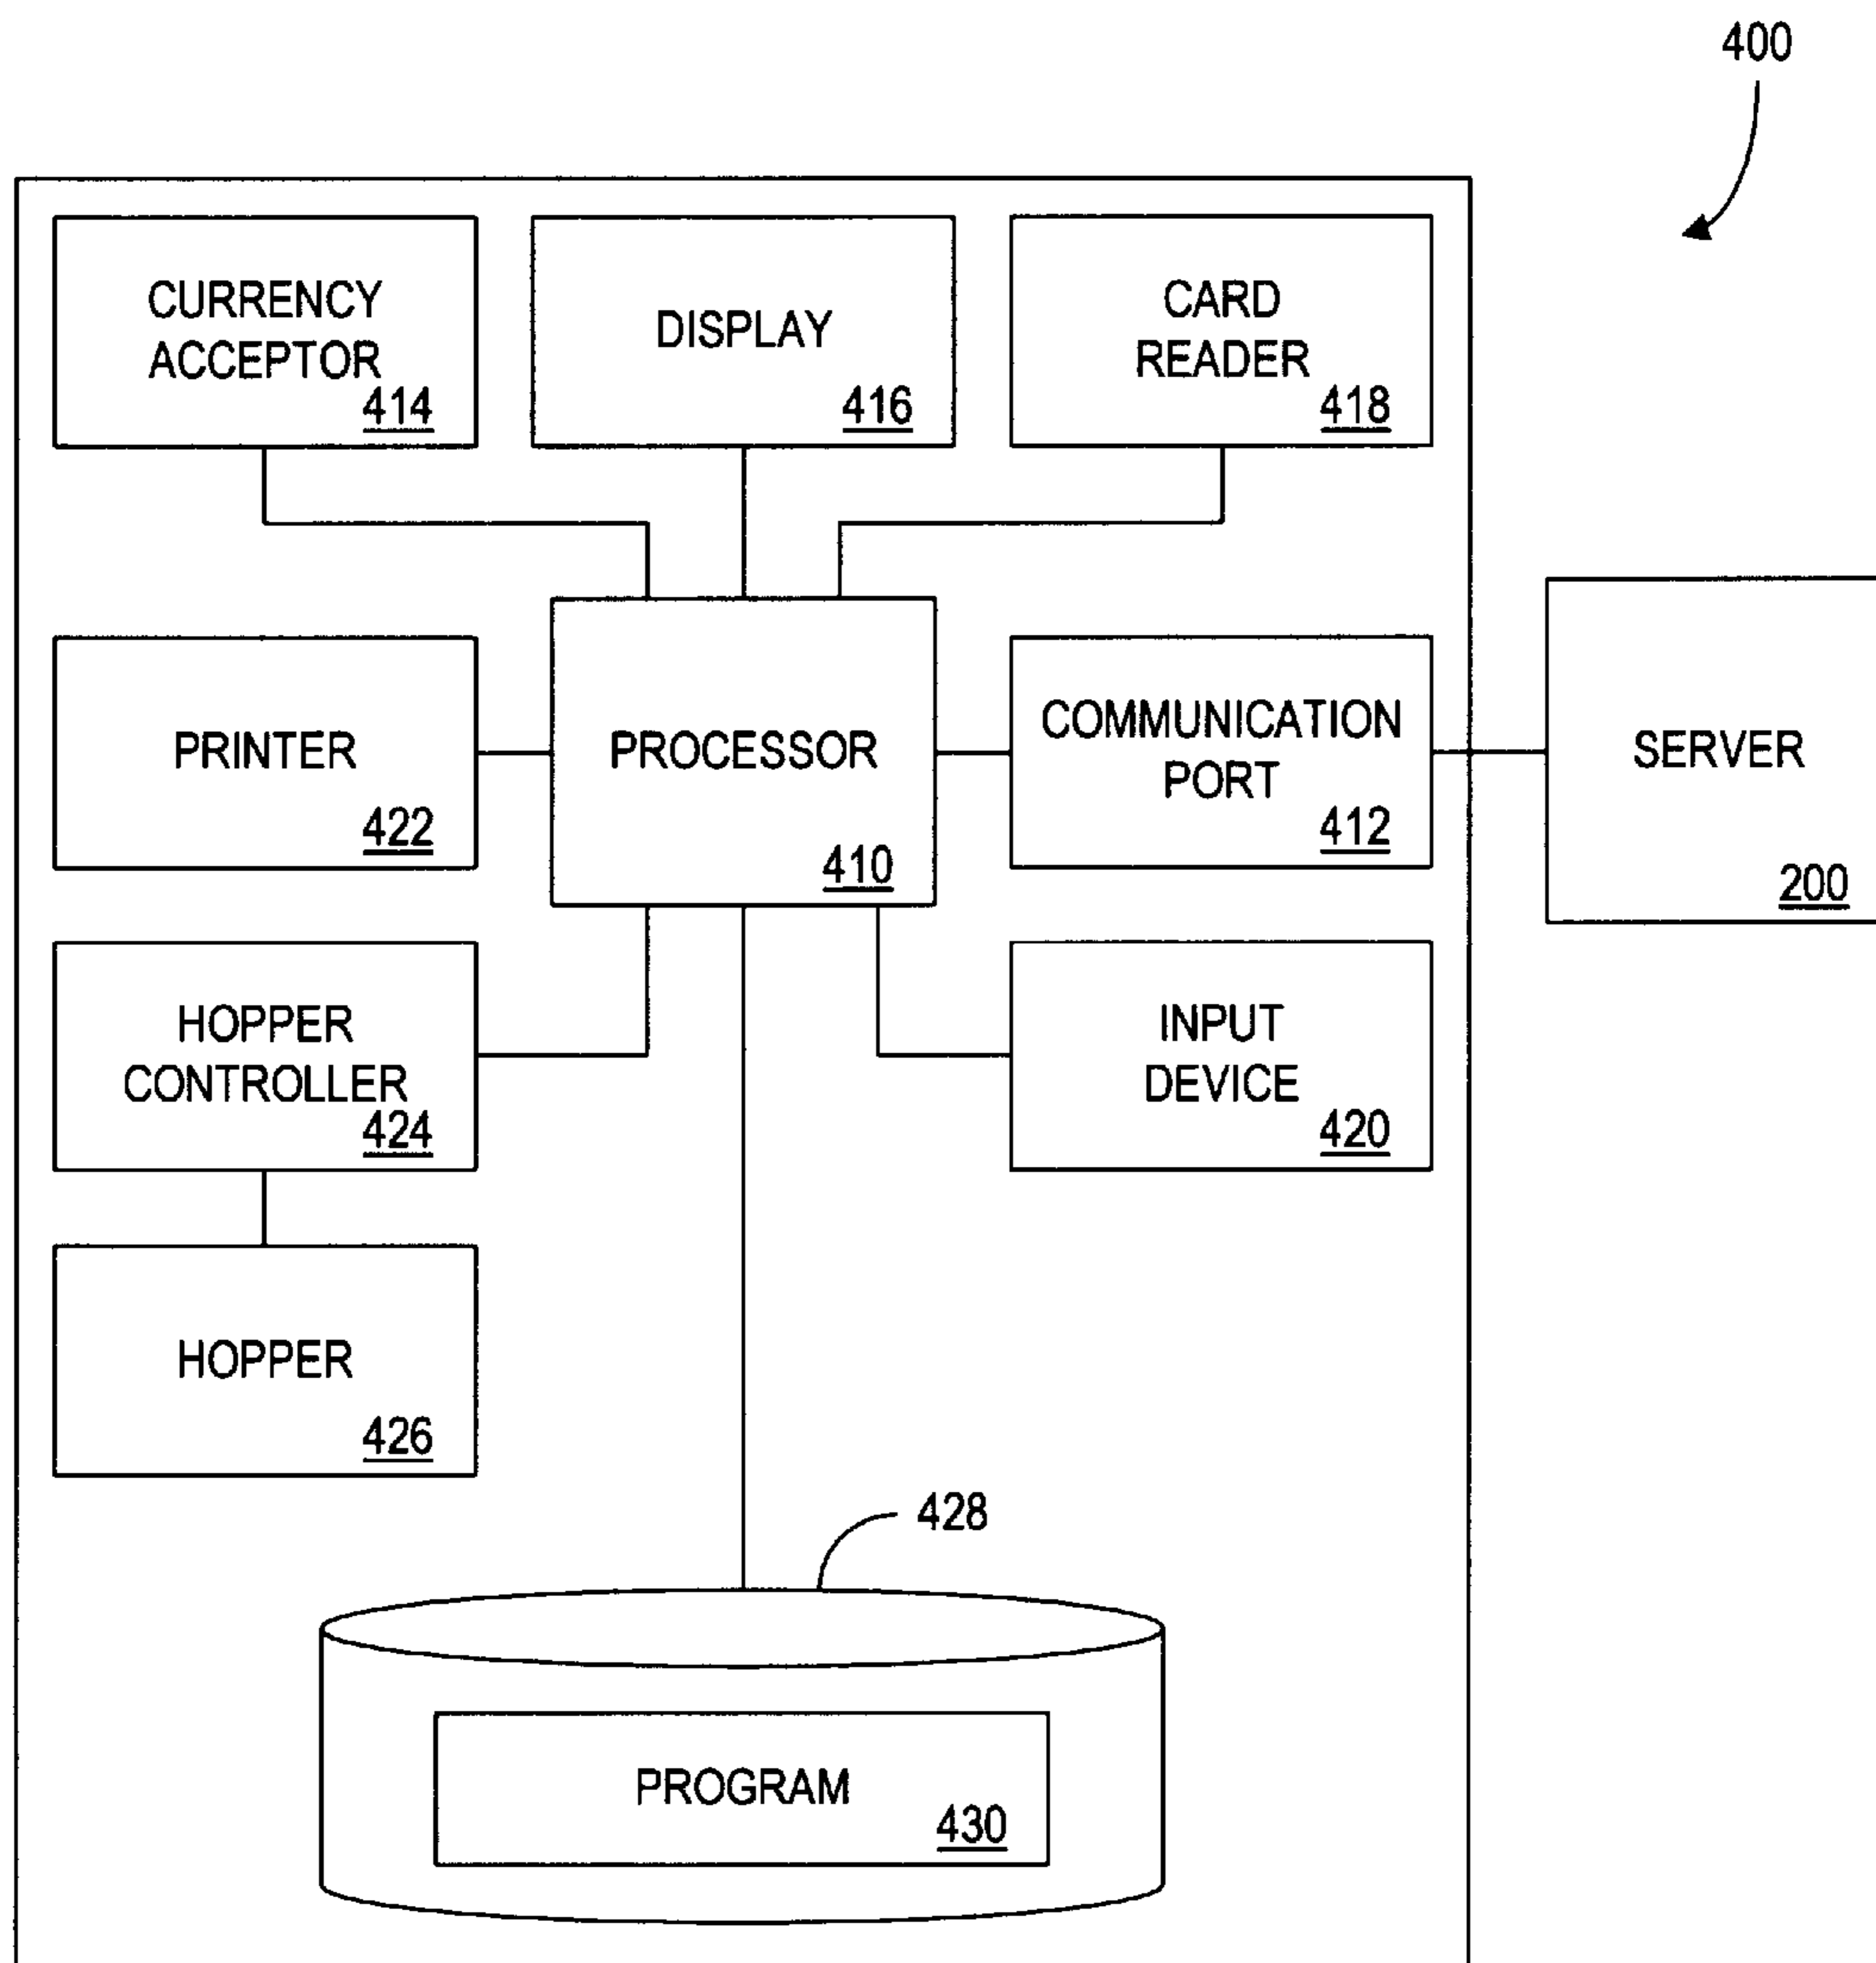 400
CURRENCY
ACCEPTOR
414
DISPLAY
416
CARD
READER
418
PRINTER
422
PROCESSOR
410
COMMUNICATION
PORT
412
SERVER
200
HOPPER
CONTROLLER
424
INPUT
DEVICE
420
HOPPER
426
428
PROGRAM
430